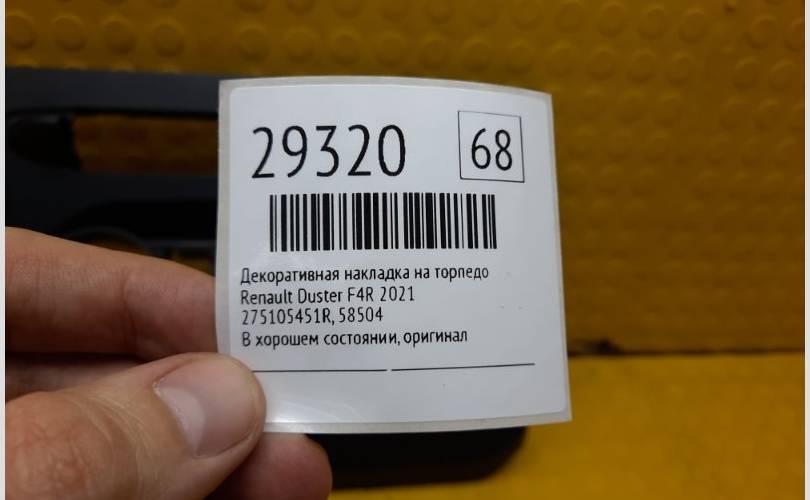 29320 68
Декоративная накладка на торпедо
Renault Duster F4R 2021
275105451R, 58504
В хорошем состоянии, оригинал